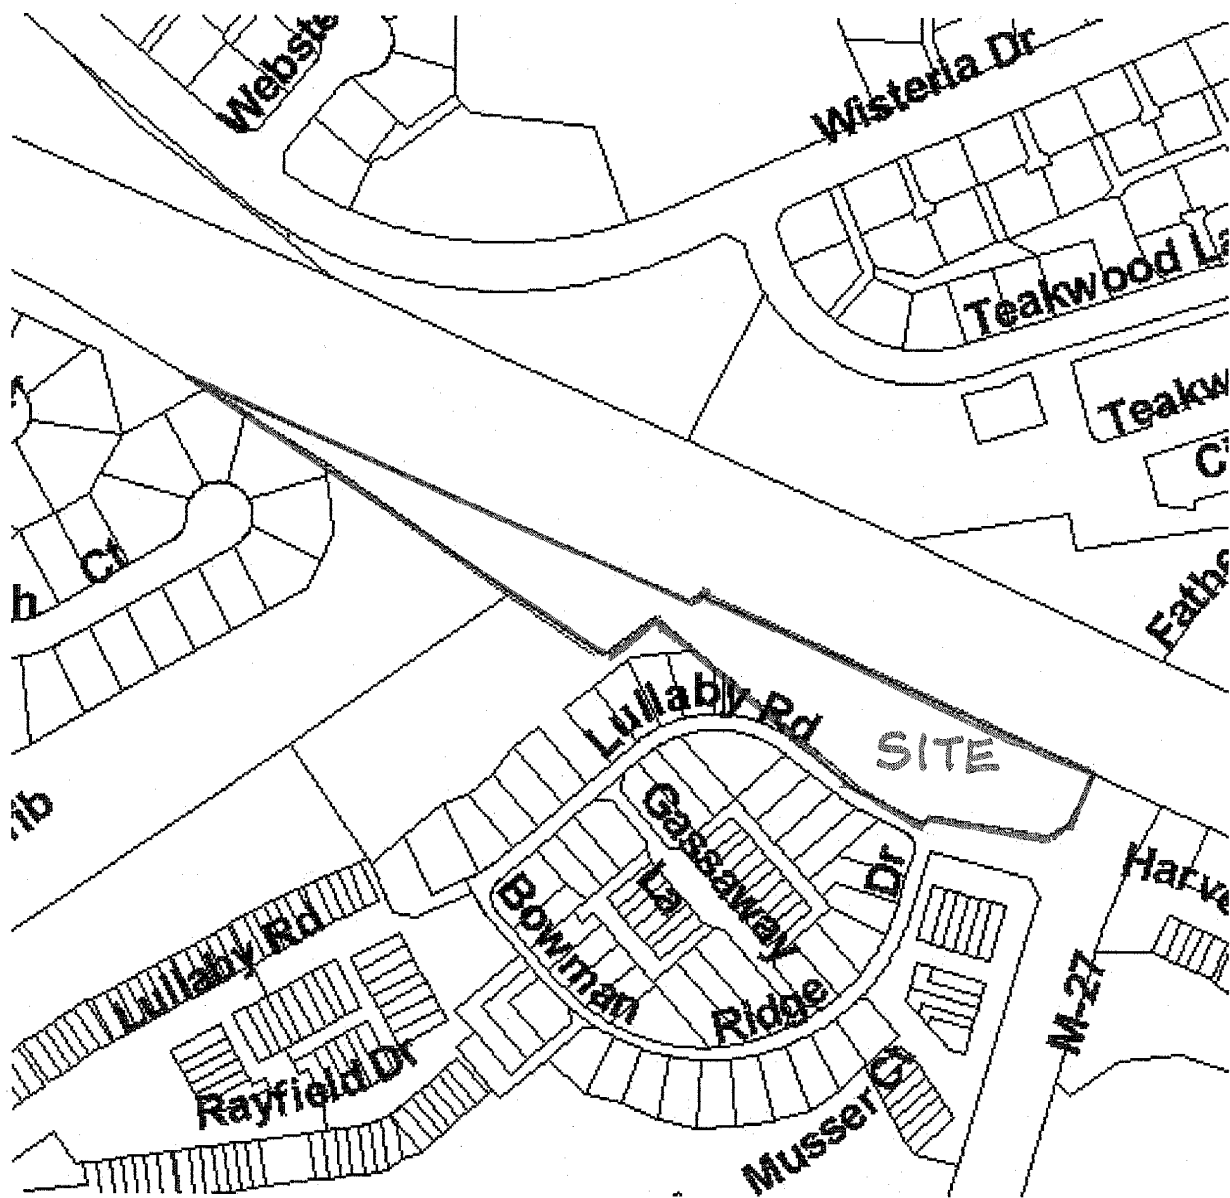 Webste
Wisteria Dr
Teakwood La
Teakw
C
Ct
h
Fathe
Lullaby Rd
SITE
Gassaway
La
rib
Harve
Dr
Bowman
Lullaby Rd
M-27
Ridge
Rayfield Dr
Musser Ct